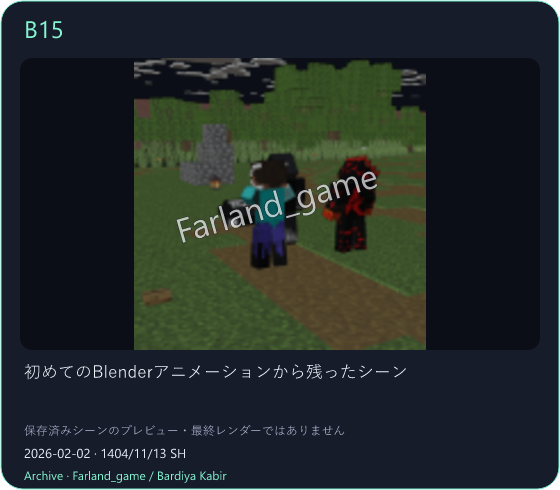 B15
Farland_game
初めてのBlenderアニメーションから残ったシーン
保存済みシーンのプレビュー・最終レンダーではありません
2026-02-02 · 1404/11/13 SH
Archive · Farland_game / Bardiya Kabir